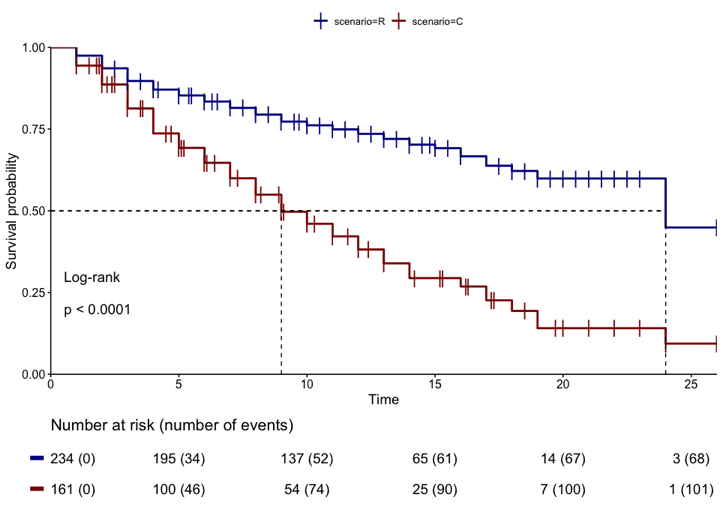 scenario=R scenario=C
1.00
0.75
0.50
0.25
0.00
Survival probability
Log-rank
p < 0.0001
0 5 10 15 20 25
Time
Number at risk (number of events)
234 (0) 195 (34) 137 (52) 65 (61) 14 (67) 3 (68)
161 (0) 100 (46) 54 (74) 25 (90) 7 (100) 1 (101)